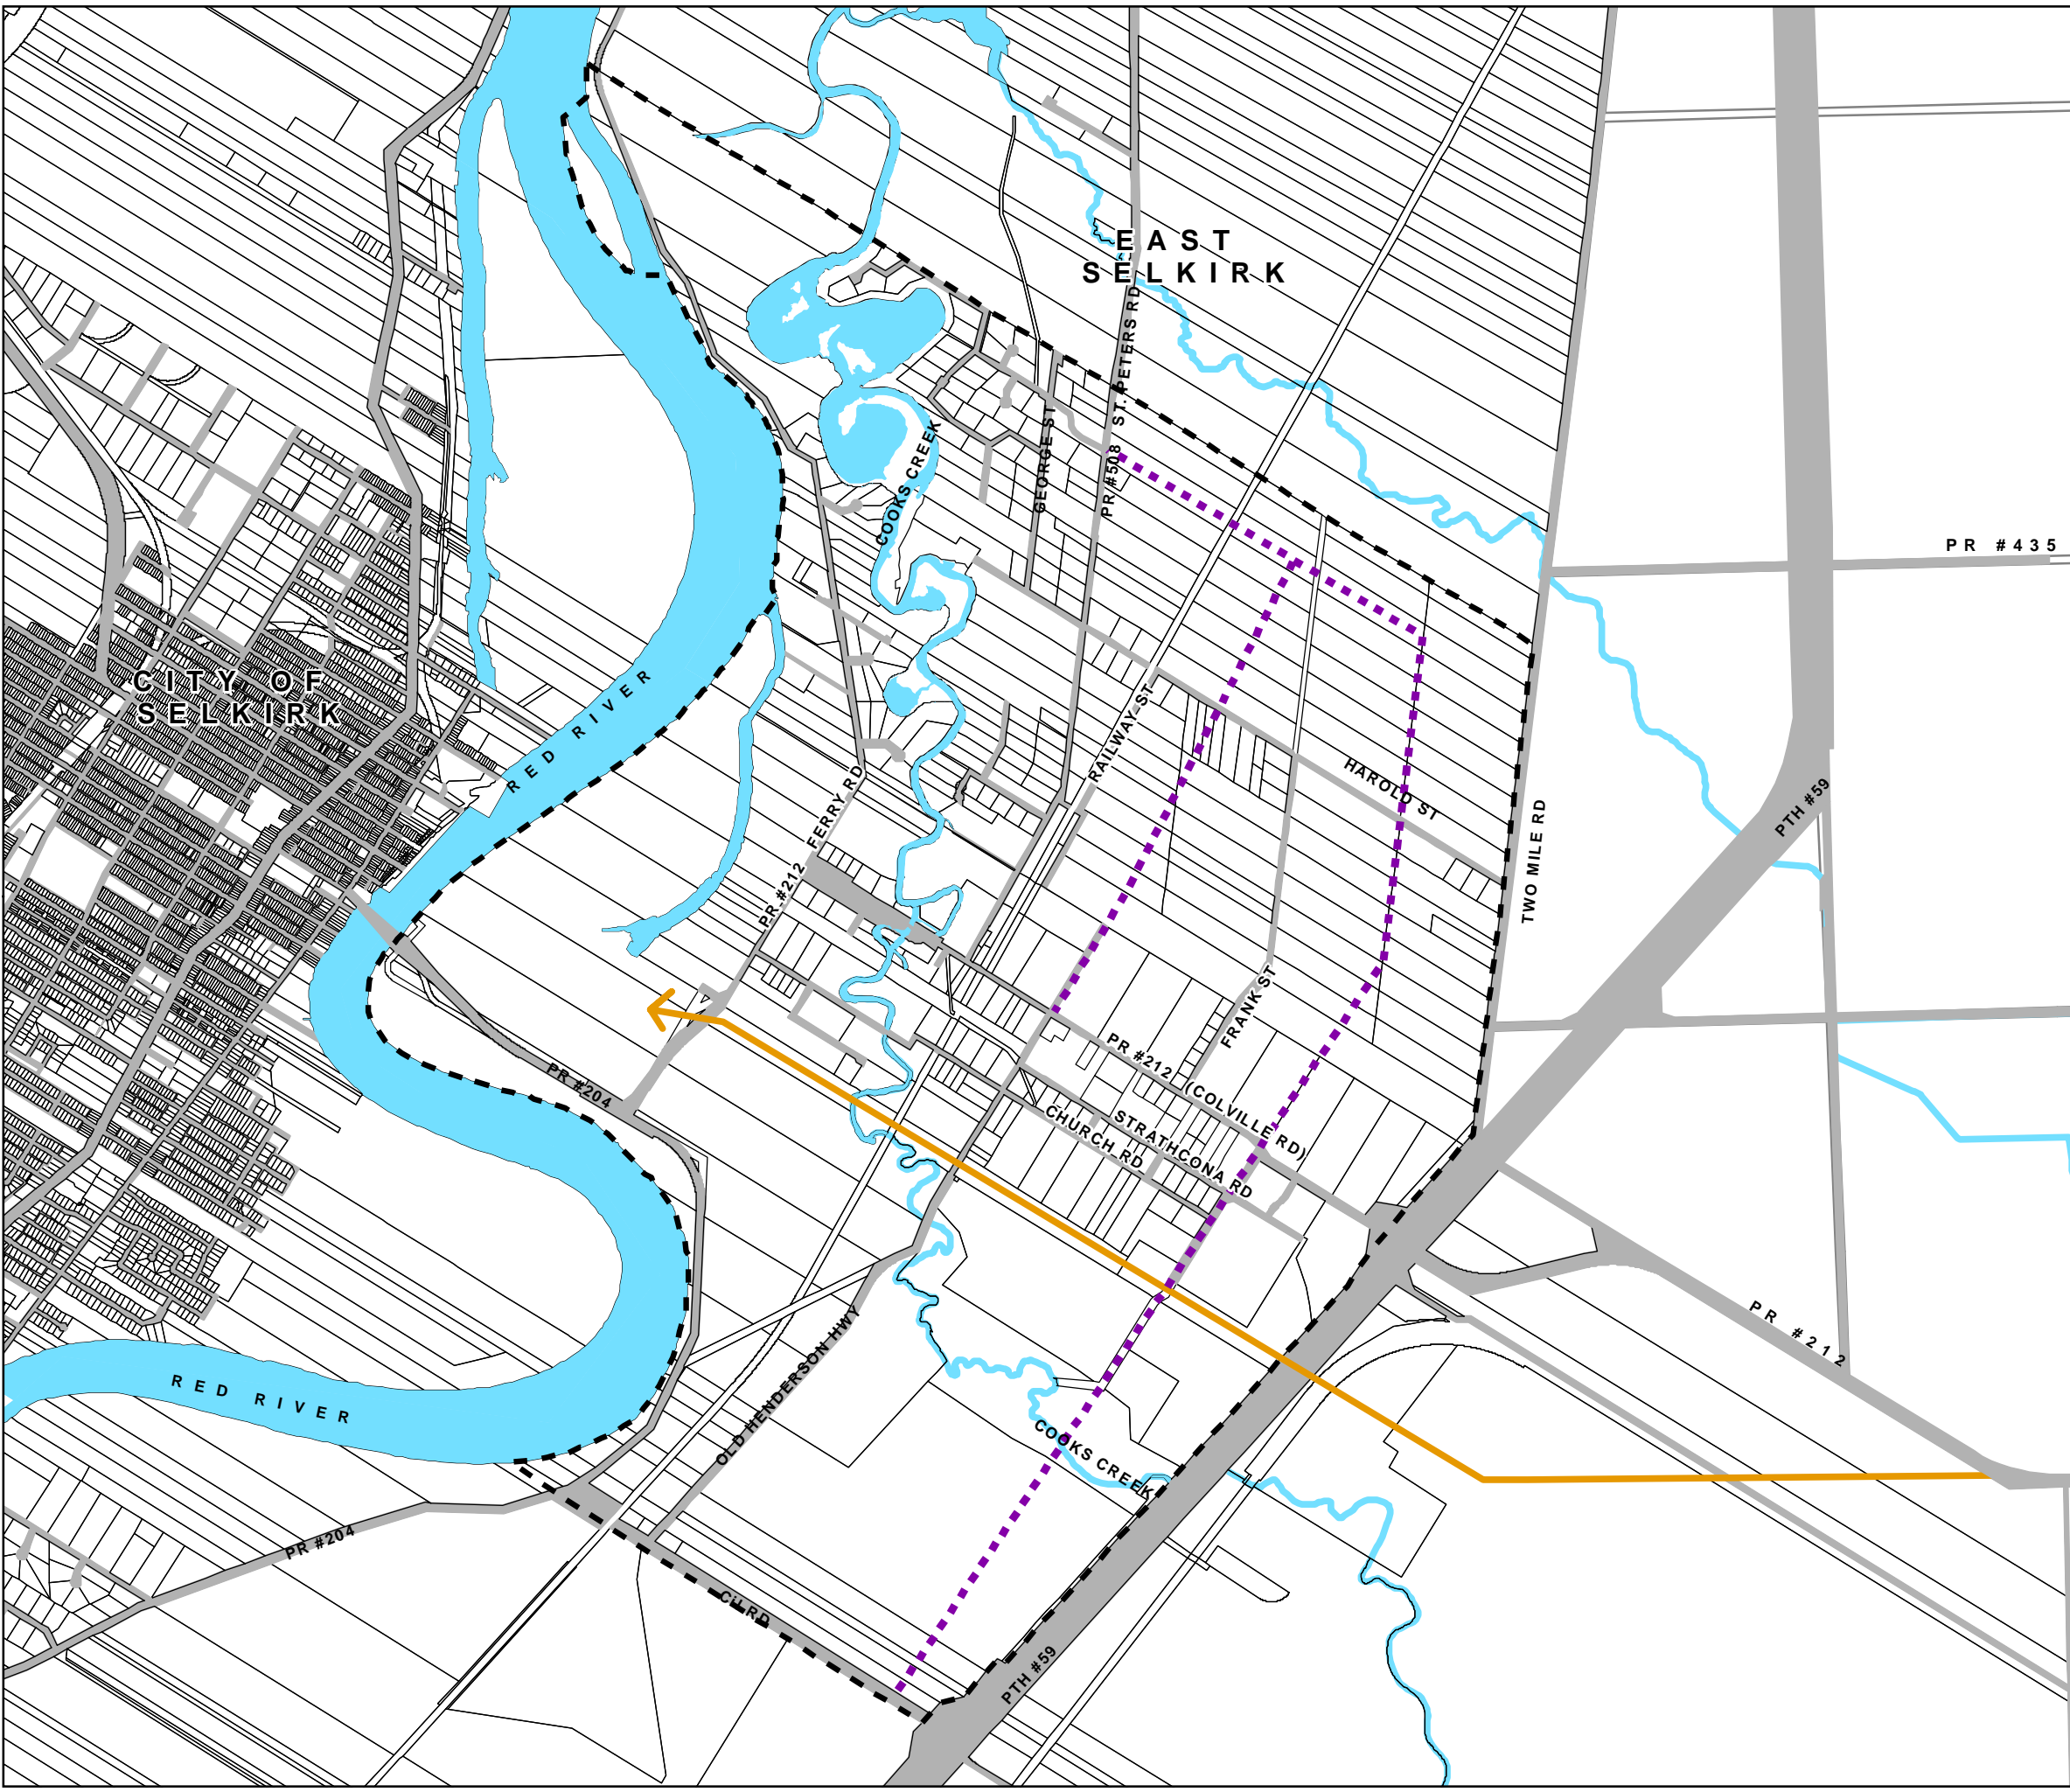 EAST
SELKIRK
PR #508 ST. PETERS RD
GEORGE ST
COOKS CREEK
PR #435
CITY OF
SELKIRK
RED RIVER
RAILWAY ST
HAROLD ST
TWO MILE RD
PTH #59
PR #212 FERRY RD
FRANK ST
PR #204
PR #212 (COLVILLE RD)
STRATHCONA RD
CHURCH RD
PR #212
OLD HENDERSON HWY
RED RIVER
COOKS CREEK
PR #204
CIL RD
PTH #59